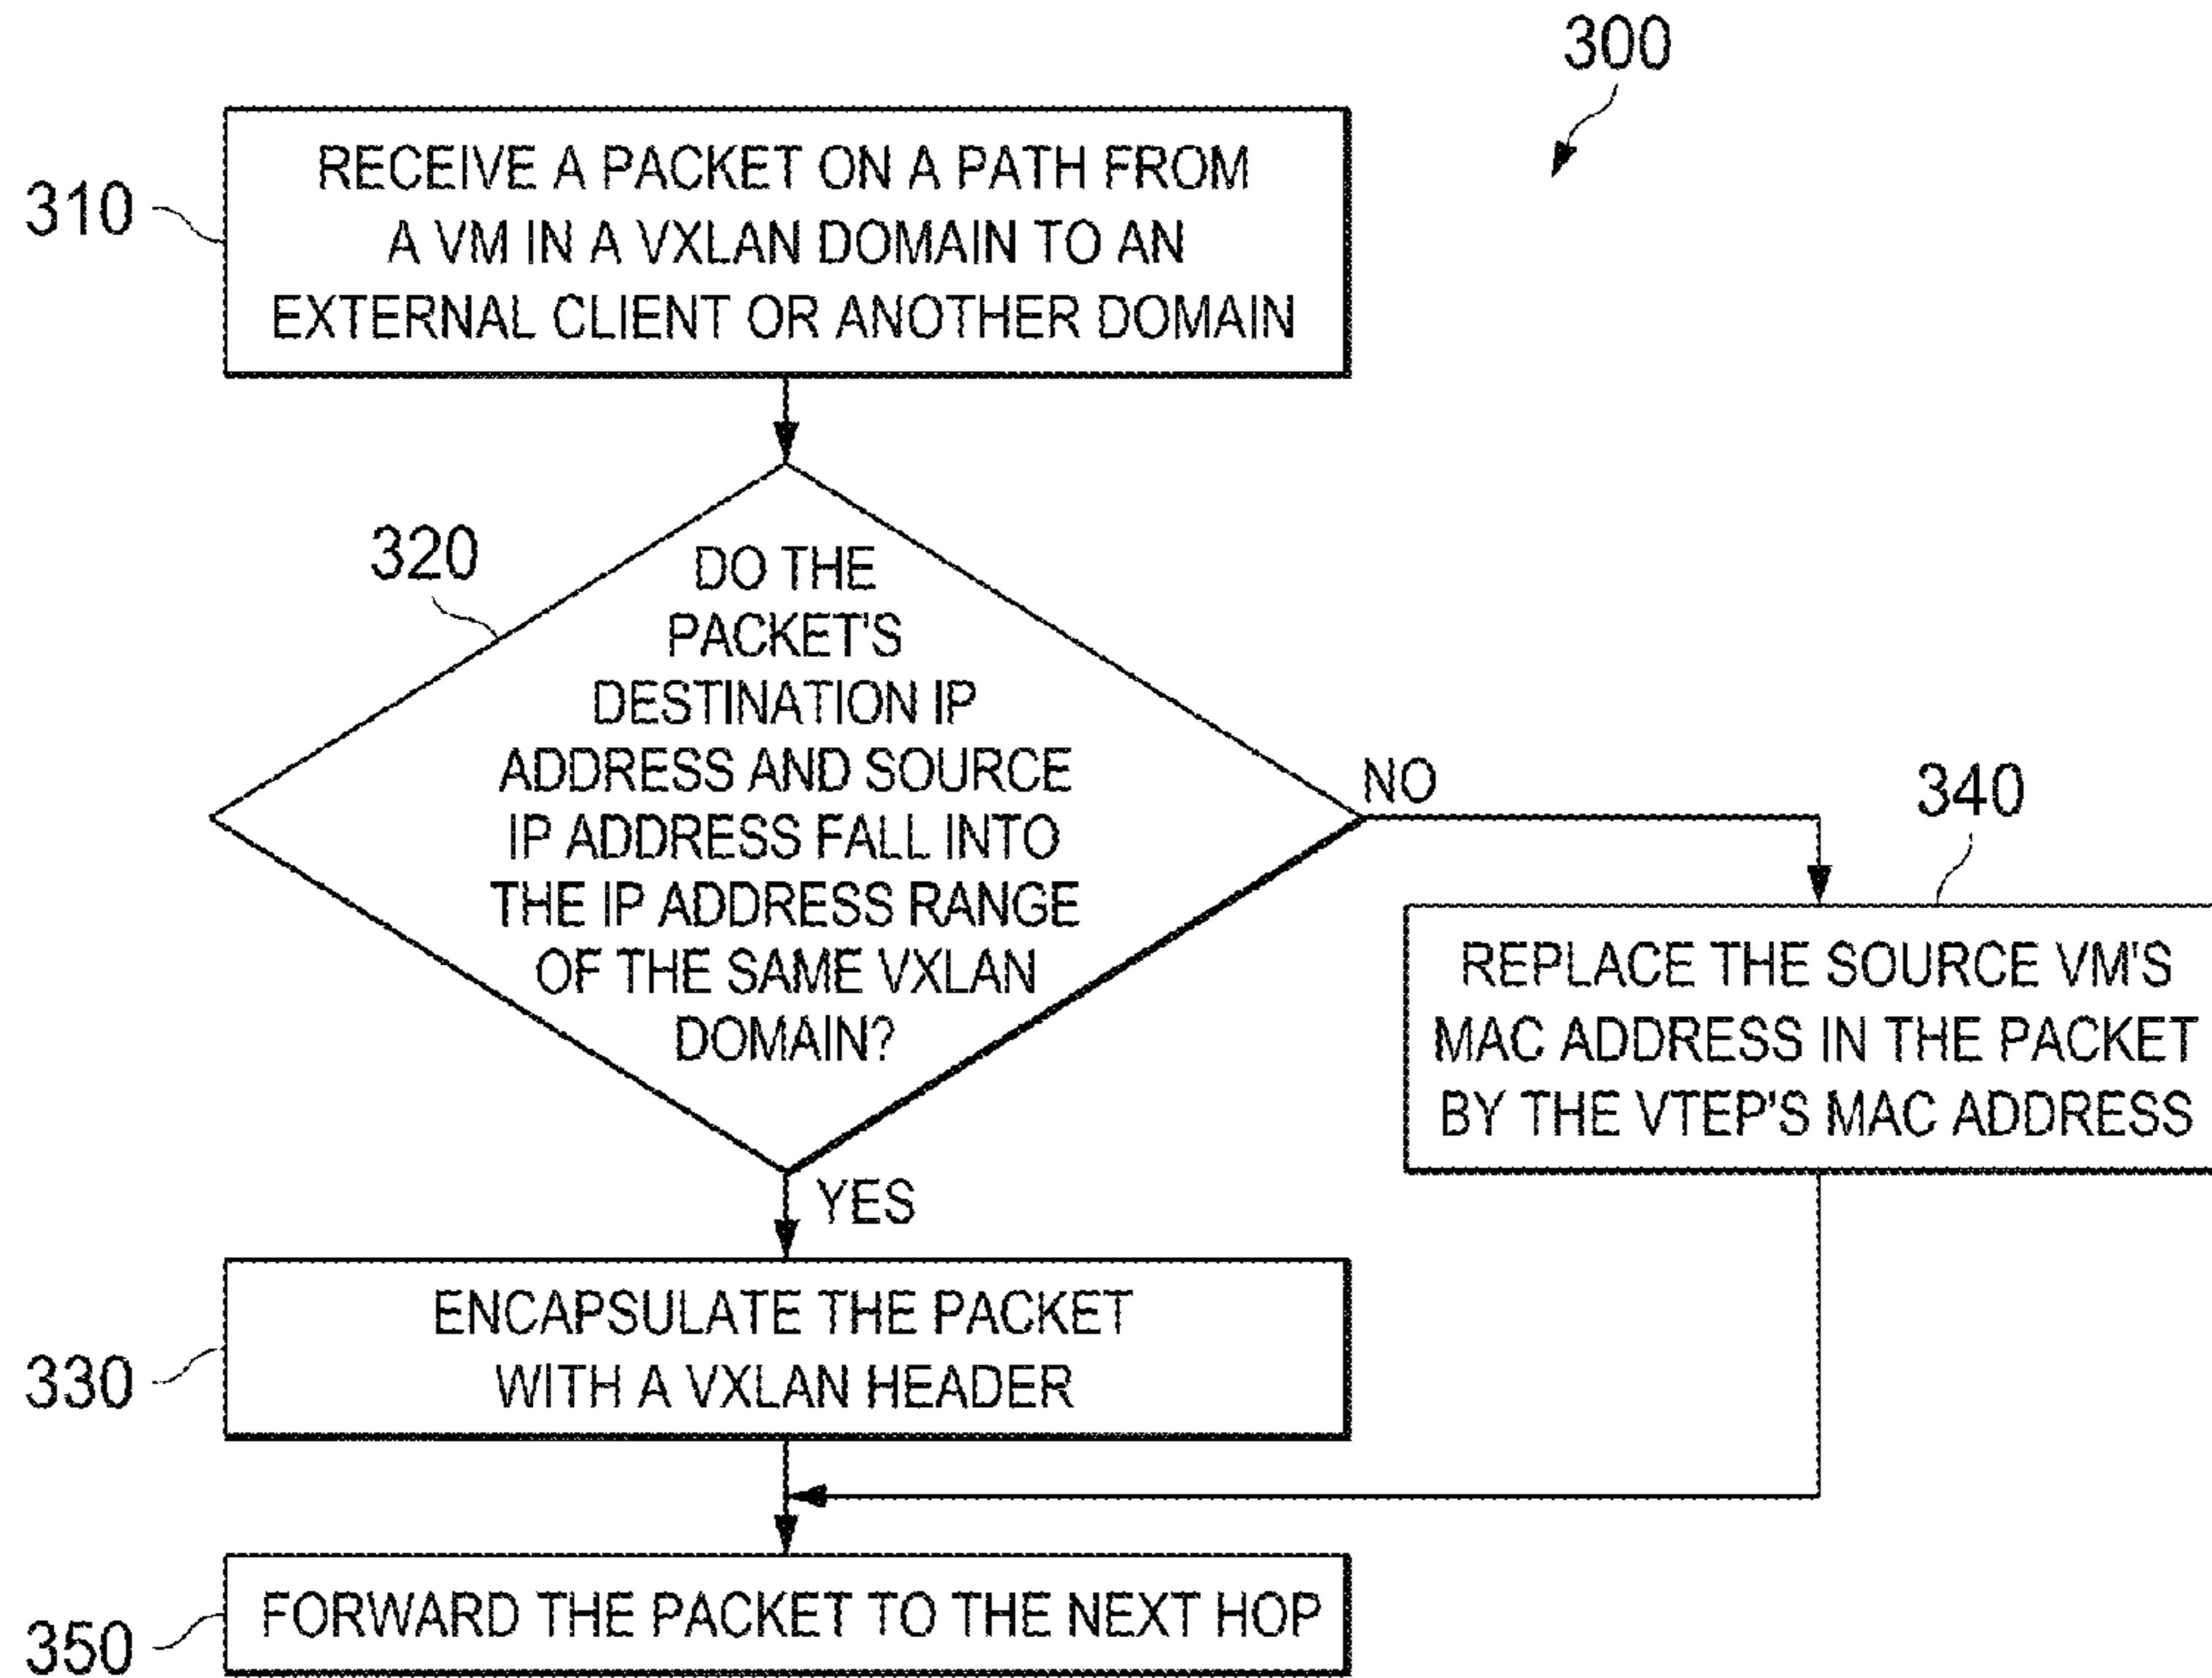 300
310
RECEIVE A PACKET ON A PATH FROM
A VM IN A VXLAN DOMAIN TO AN
EXTERNAL CLIENT OR ANOTHER DOMAIN
320
DO THE
PACKET'S
DESTINATION IP
ADDRESS AND SOURCE
IP ADDRESS FALL INTO
THE IP ADDRESS RANGE
OF THE SAME VXLAN
DOMAIN?
NO
340
REPLACE THE SOURCE VM'S
MAC ADDRESS IN THE PACKET
BY THE VTEP'S MAC ADDRESS
YES
330
ENCAPSULATE THE PACKET
WITH A VXLAN HEADER
350
FORWARD THE PACKET TO THE NEXT HOP